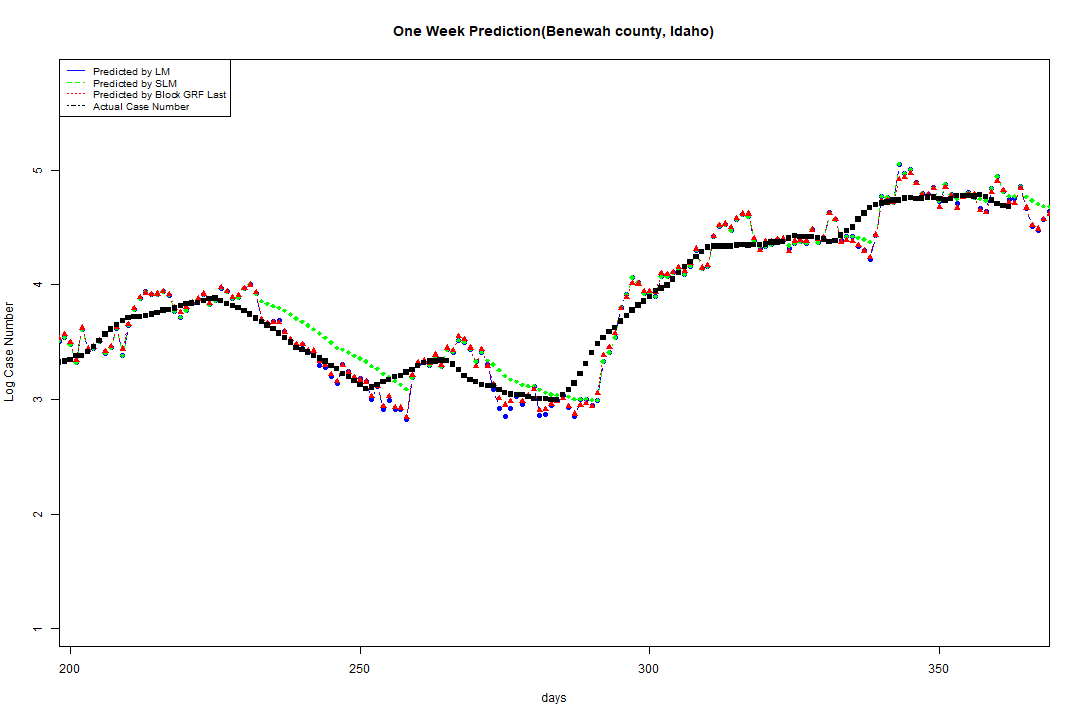 One Week Prediction(Benewah county, Idaho)
Predicted by LM
Predicted by SLM
Predicted by Block GRF Last
Actual Case Number
5
4
3
2
1
Log Case Number
200 250 300 350
days